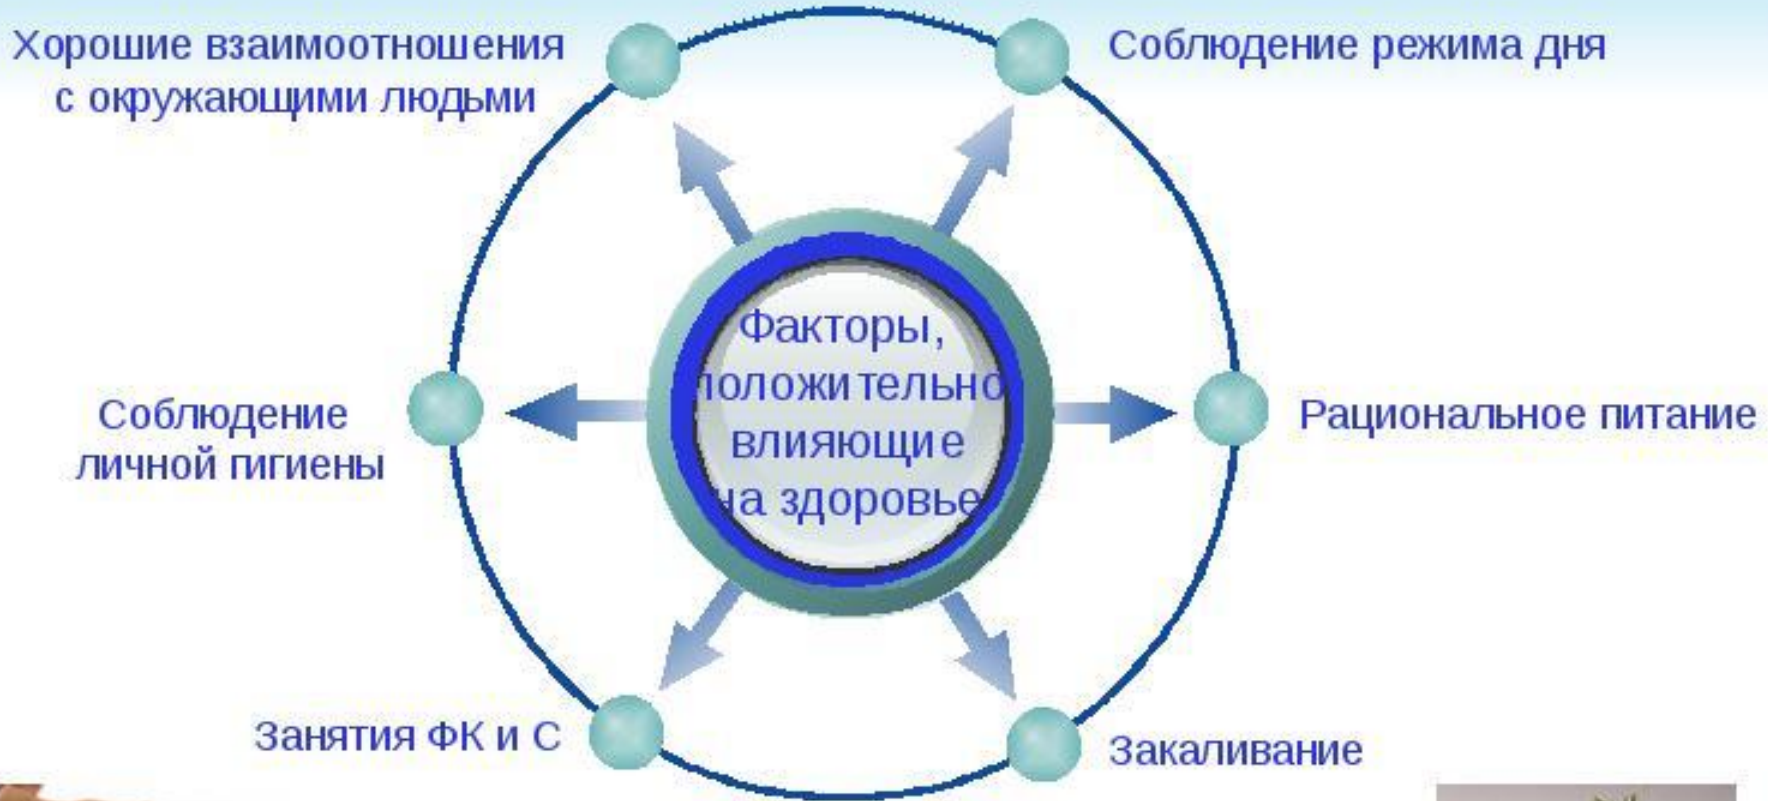 Хорошие взаимоотношения
с окружающими людьми
Соблюдение режима дня
Факторы,
положительно
влияющие
на здоровье
Соблюдение
личной гигиены
Рациональное питание
Занятия ФК и С
Закаливание